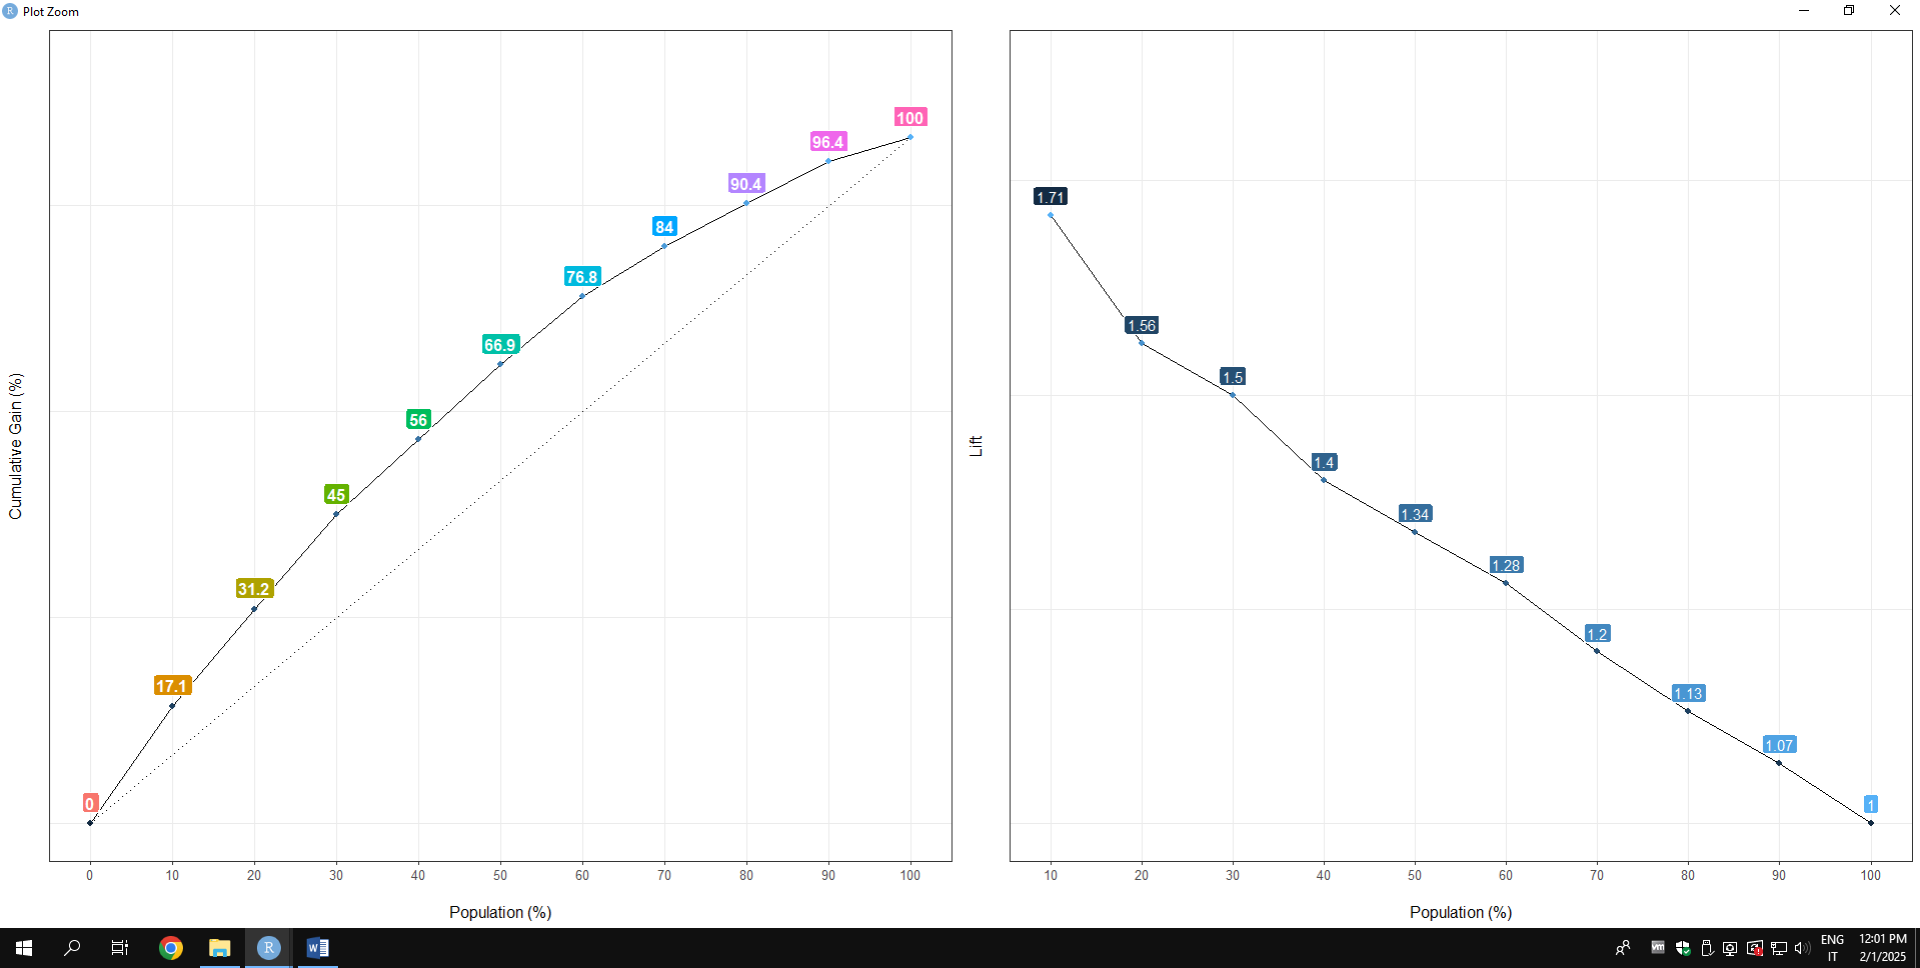 Plot Zoom
Cumulative Gain (%)
100
96.4
90.4
84
76.8
66.9
56
45
31.2
17.1
0
0 10 20 30 40 50 60 70 80 90 100
Population (%)
Lift
1.71
1.56
1.5
1.4
1.34
1.28
1.2
1.13
1.07
1
10 20 30 40 50 60 70 80 90 100
Population (%)
ENG
IT
12:01 PM
2/1/2025